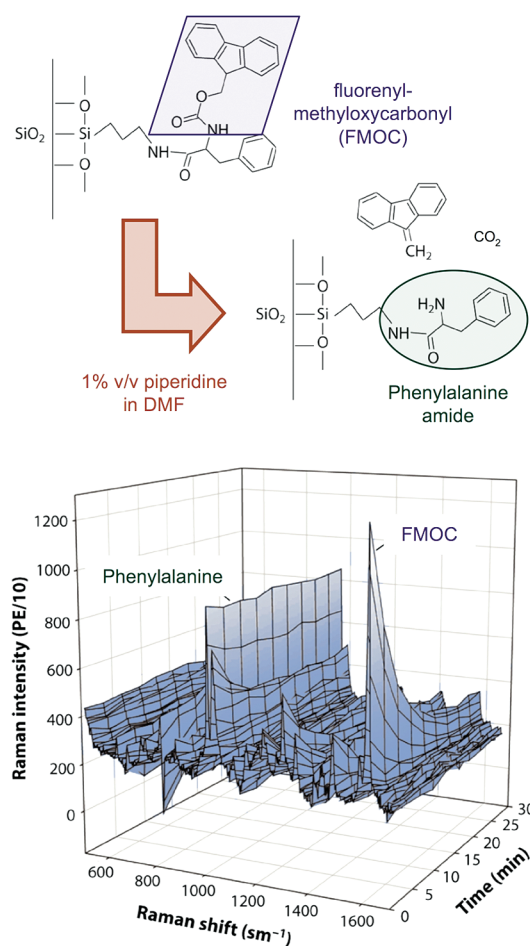 fluorenyl-
methyloxycarbonyl
(FMOC)
O
SiO2
Si
O
O
O
NH
NH
O
CH2
CO2
SiO2
O
Si
O
H2N
NH
O
1% v/v piperidine
in DMF
Phenylalanine
amide
1200
1000
800
600
400
200
0
Raman intensity (PE/10)
Phenylalanine
FMOC
600
800
1000
1200
1400
1600
Raman shift (sm⁻¹)
0
5
10
15
20
25
30
Time (min)